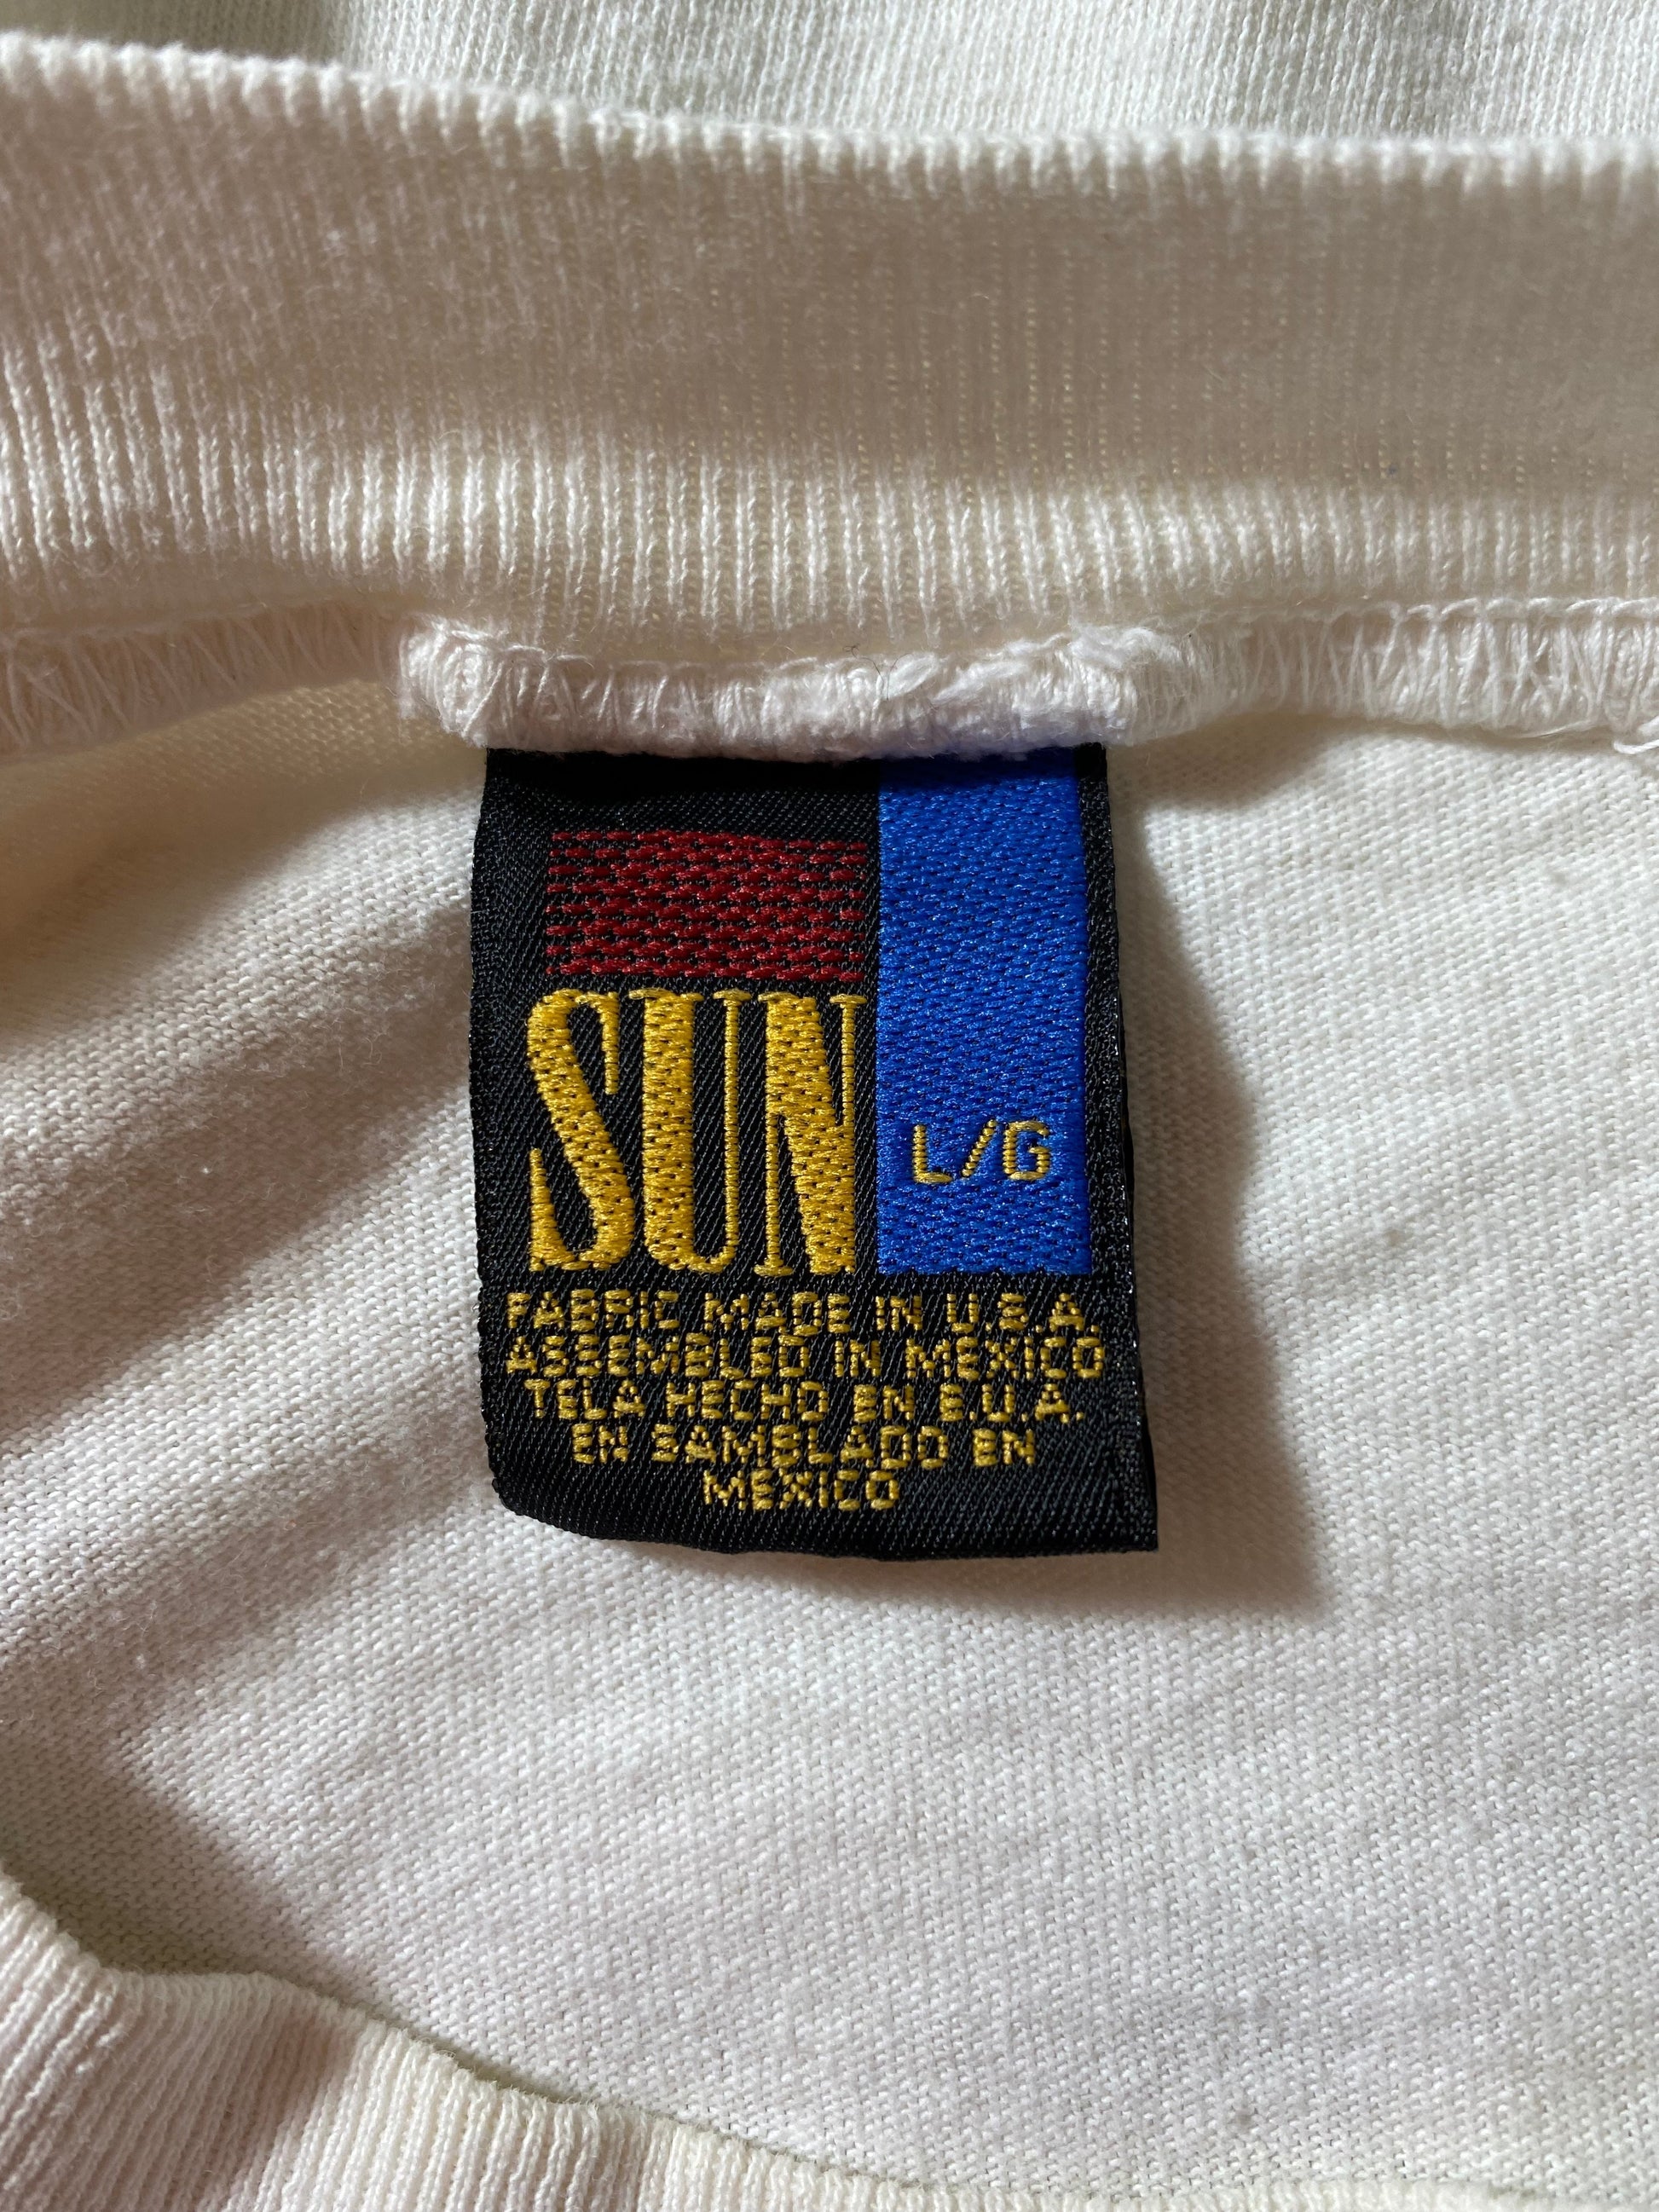 SUN
L/G
FABRIC MADE IN U.S.A.
ASSEMBLED IN MEXICO
TELA HECHO EN E.U.A.
EN SAMBLADO EN
MEXICO